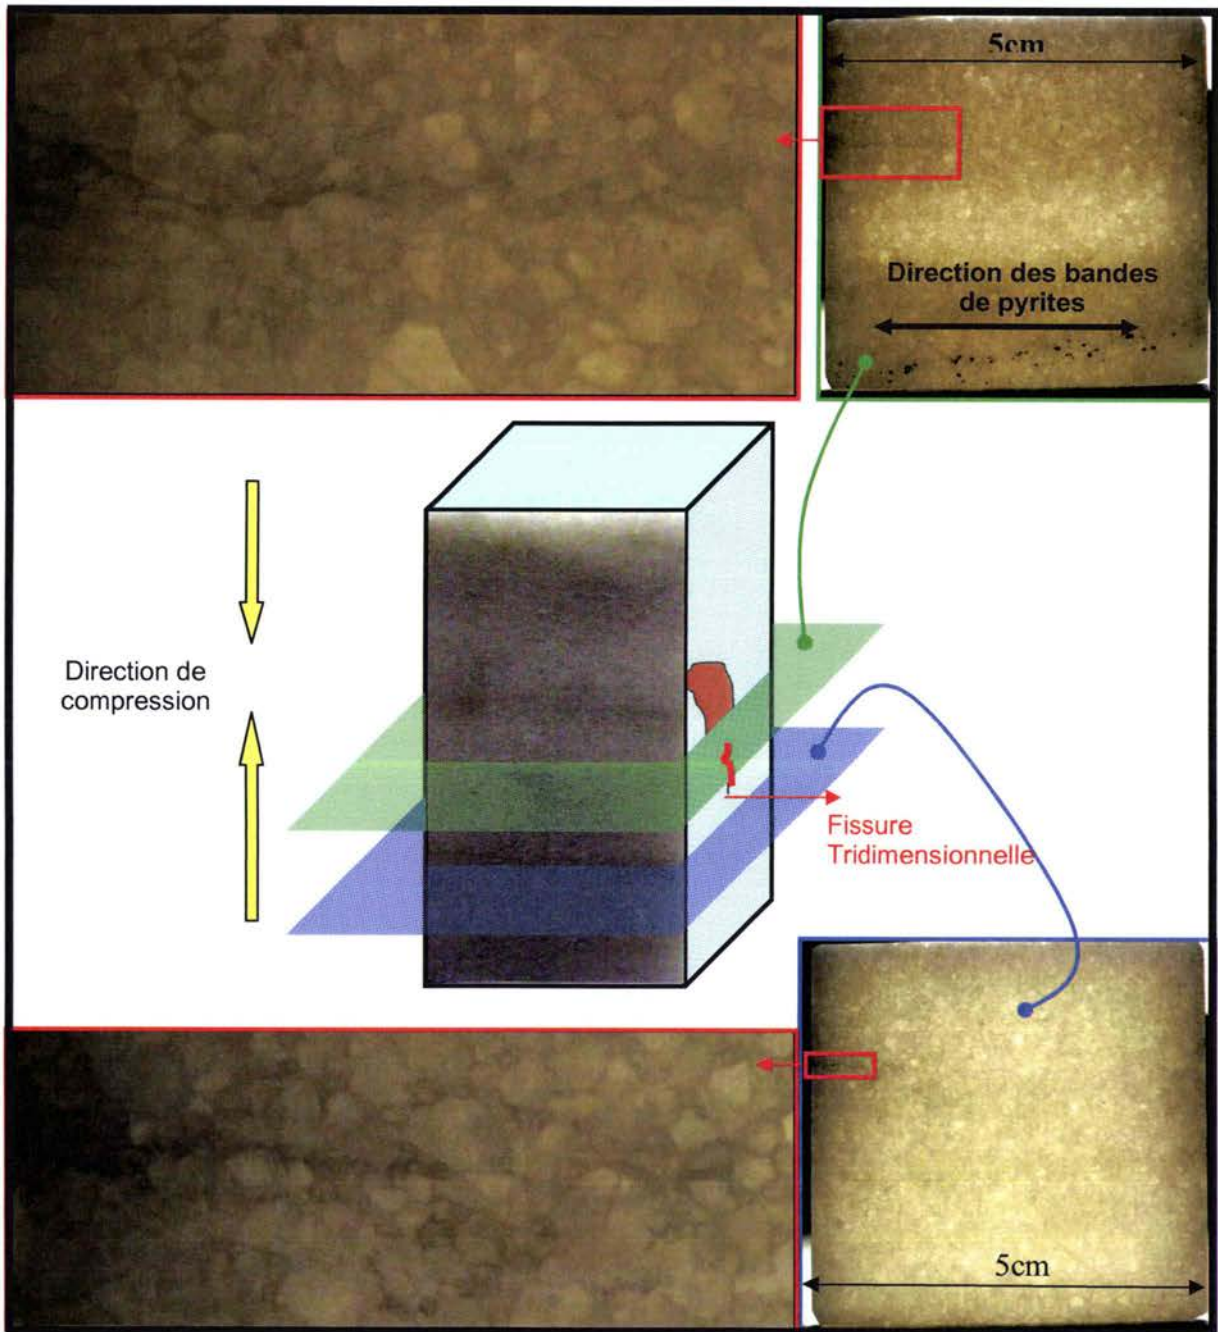 5cm
Direction des bandes
de pyrites
Direction de
compression
Fissure
Tridimensionnelle
5cm